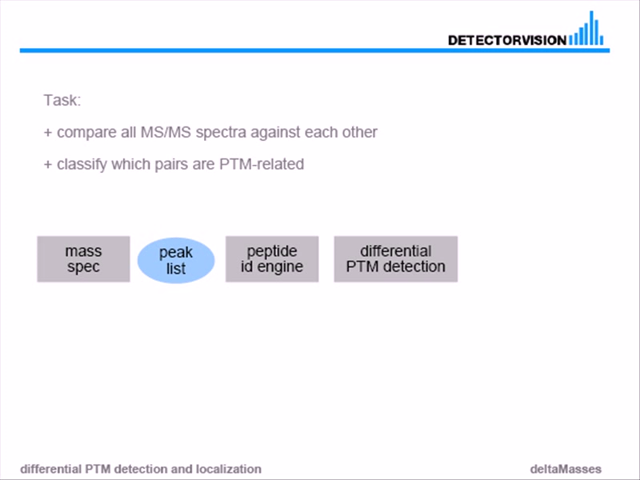 DETECTORVISION
Task:
+ compare all MS/MS spectra against each other
+ classify which pairs are PTM-related
mass
spec
peak
list
peptide
id engine
differential
PTM detection
differential PTM detection and localization
deltaMasses